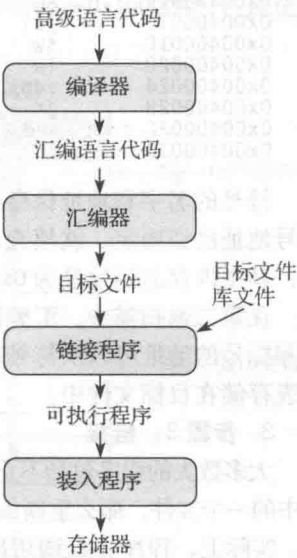 高级语言代码
编译器
汇编语言代码
汇编器
目标文件
目标文件
库文件
链接程序
可执行程序
装入程序
存储器